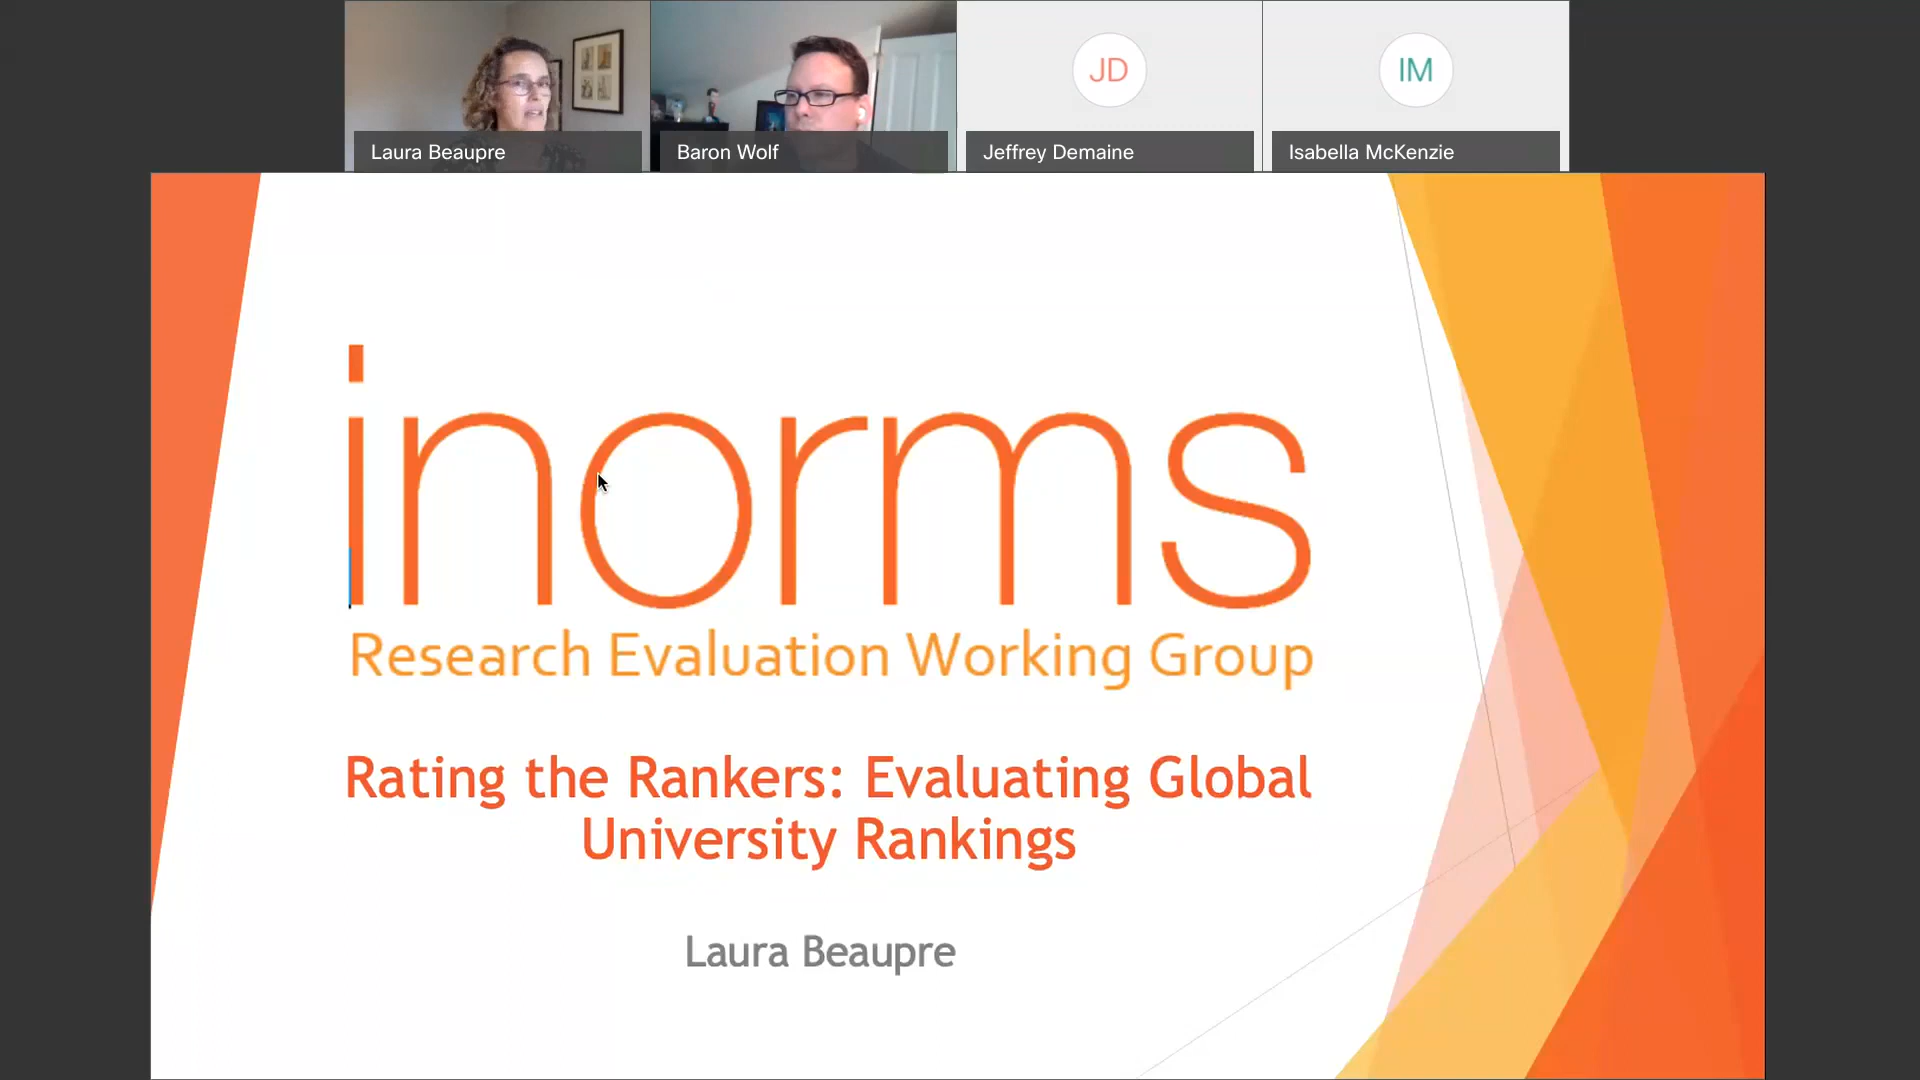 JD
IM
Laura Beaupre
Baron Wolf
Jeffrey Demaine
Isabella McKenzie
inorms
Research Evaluation Working Group
Rating the Rankers: Evaluating Global
University Rankings
Laura Beaupre